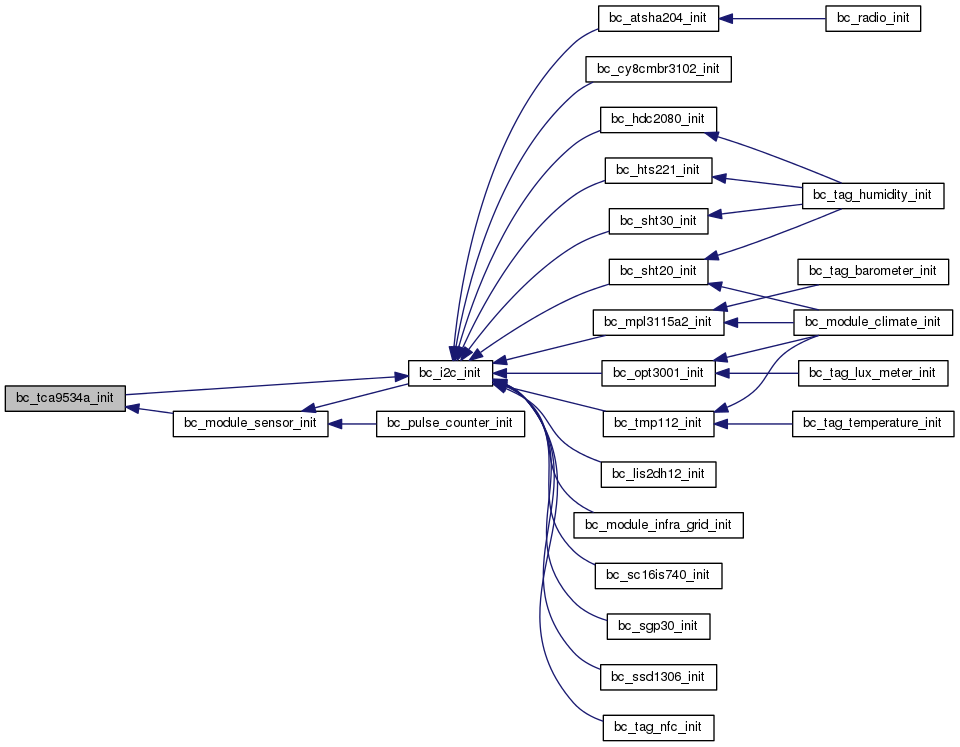 bc_atsha204_init
bc_radio_init
bc_cy8cmbr3102_init
bc_hdc2080_init
bc_hts221_init
bc_tag_humidity_init
bc_sht30_init
bc_sht20_init
bc_tag_barometer_init
bc_mpl3115a2_init
bc_module_climate_init
bc_i2c_init
bc_opt3001_init
bc_tag_lux_meter_init
bc_tca9534a_init
bc_module_sensor_init
bc_pulse_counter_init
bc_tmp112_init
bc_tag_temperature_init
bc_lis2dh12_init
bc_module_infra_grid_init
bc_sc16is740_init
bc_sgp30_init
bc_ssd1306_init
bc_tag_nfc_init